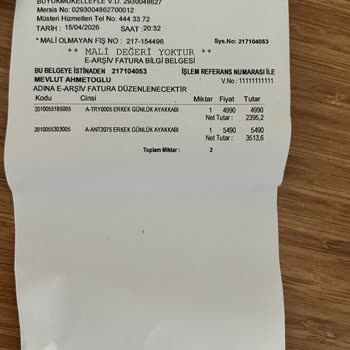 BÜYÜKMÜKELLEFLE V.D. 2930048627
Mersis No: 0293004862700012
Müşteri Hizmetleri Tel No: 444 33 72
TARİH : 15/04/2026 SAAT :20:32
* MALİ OLMAYAN FİŞ NO : 217-154496 Sys.No: 217104053
** MALİ DEĞERİ YOKTUR **
E-ARŞİV FATURA BİLGİ BELGESİ
BU BELGEYE İSTİNADEN 217104053 İŞLEM REFERANS NUMARASI İLE
MEVLUT AHMETOGLU V.No : 11111111111
ADINA E-ARŞİV FATURA DÜZENLENECEKTİR
Kodu Cinsi Miktar Fiyat Tutar
2010055185005 A-TRY0005 ERKEK GÜNLÜK AYAKKABI 1 4990 4990
Net Tutar : 2395,2
2010055303005 A-ANT2075 ERKEK GÜNLÜK AYAKKABI 1 5490 5490
Net Tutar : 3513,6
Toplam Miktar : 2